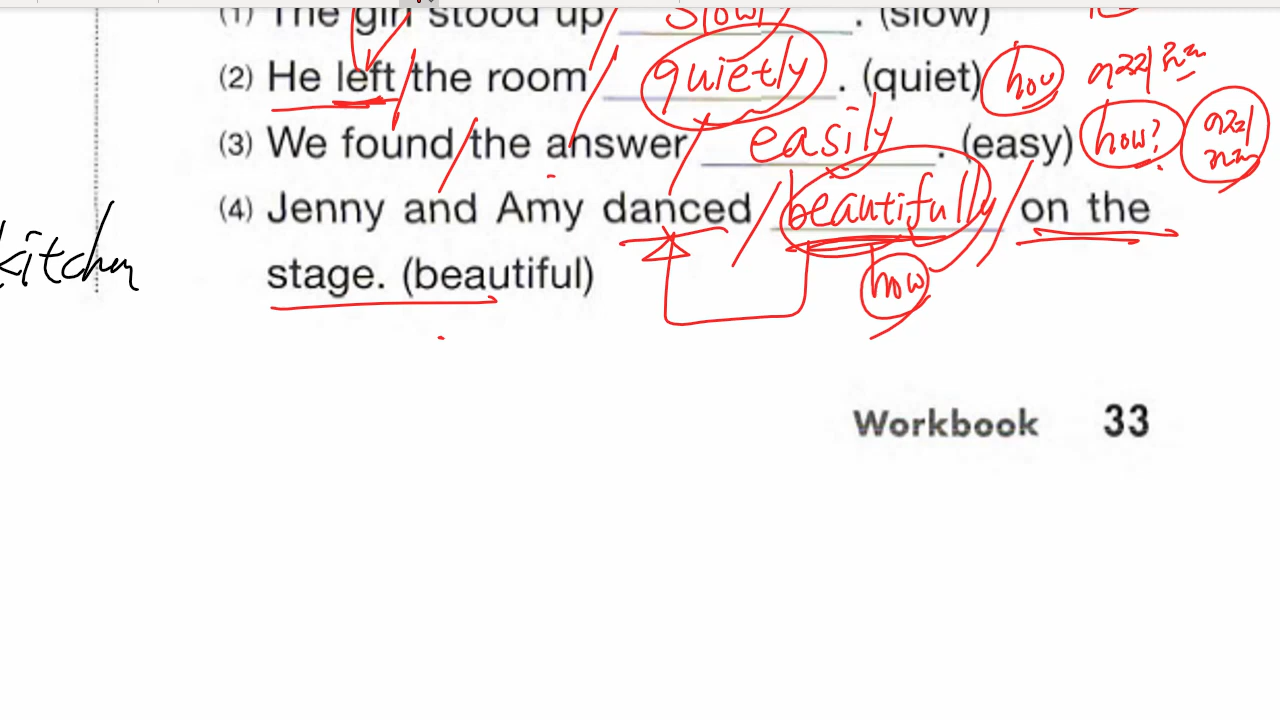 (1) The girl stood up slowly. (slow)
(2) He left the room quietly. (quiet) how
(3) We found the answer easily. (easy) how?
(4) Jenny and Amy danced beautifully on the
kitchen
stage. (beautiful) how
Workbook 33